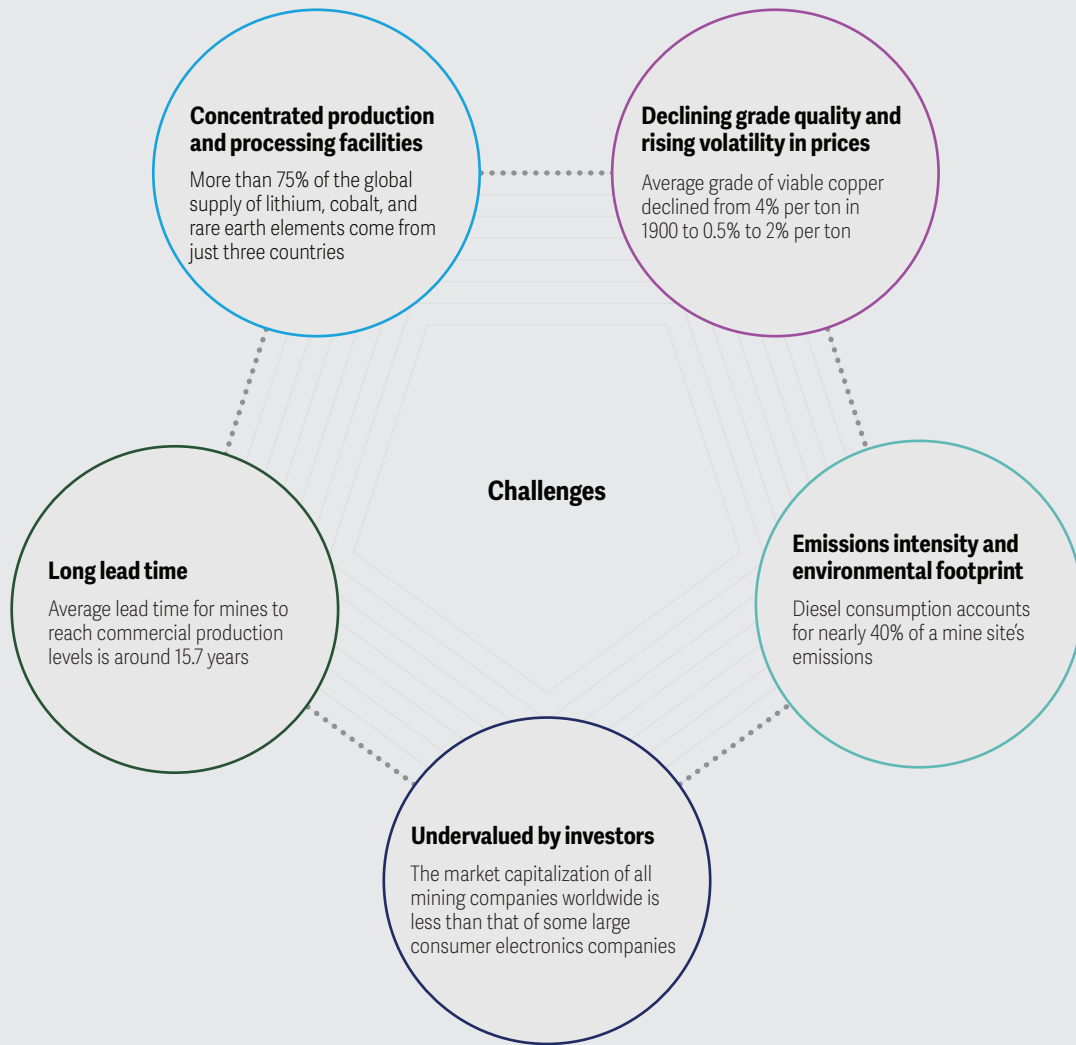 Concentrated production
and processing facilities
More than 75% of the global
supply of lithium, cobalt, and
rare earth elements come from
just three countries
Declining grade quality and
rising volatility in prices
Average grade of viable copper
declined from 4% per ton in
1900 to 0.5% to 2% per ton
Challenges
Long lead time
Average lead time for mines to
reach commercial production
levels is around 15.7 years
Emissions intensity and
environmental footprint
Diesel consumption accounts
for nearly 40% of a mine site’s
emissions
Undervalued by investors
The market capitalization of all
mining companies worldwide is
less than that of some large
consumer electronics companies